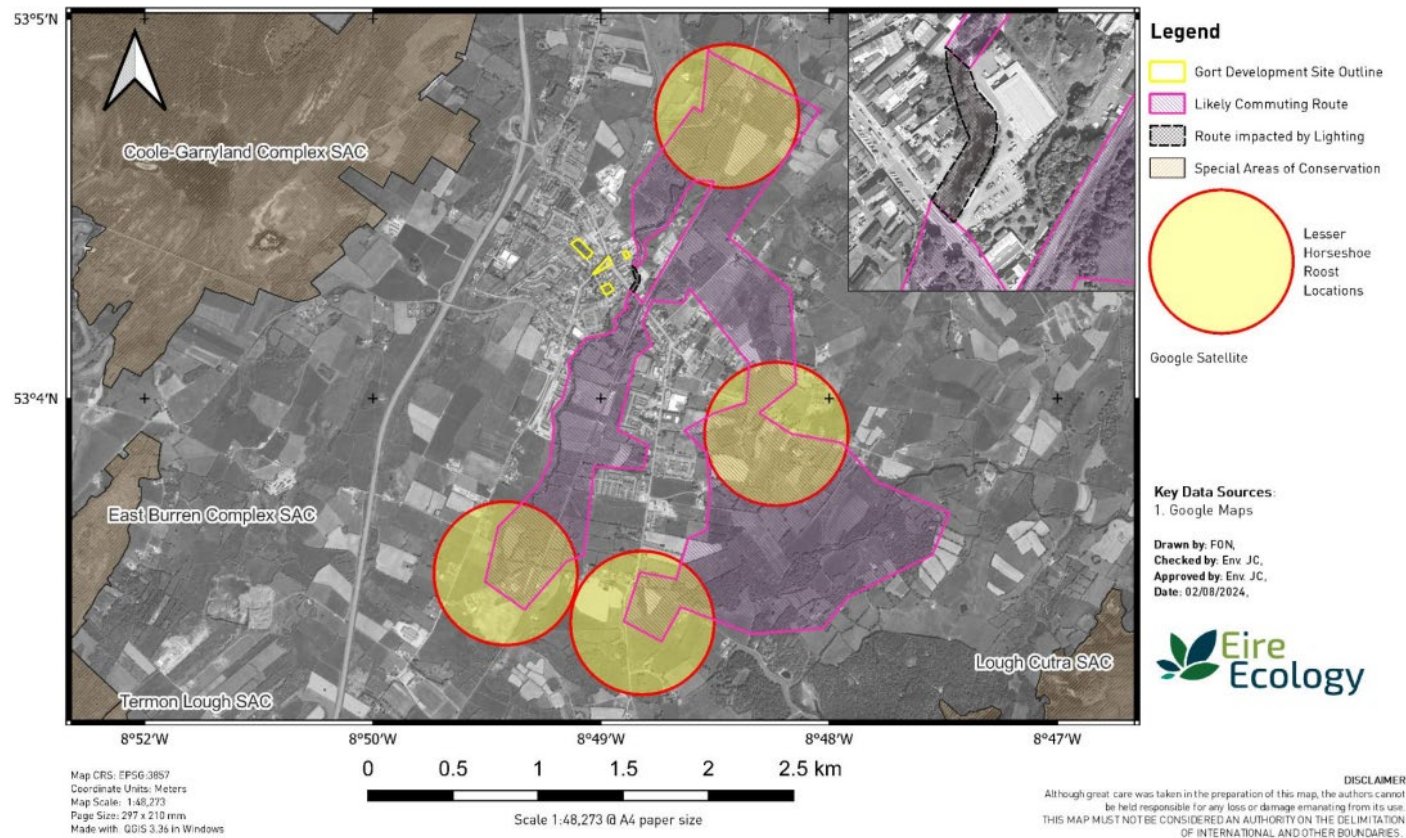 53°5'N
53°4'N
Coole-Garryland Complex SAC
East Burren Complex SAC
Termon Lough SAC
Lough Cutra SAC
8°52'W
8°50'W
8°49'W
8°48'W
8°47'W
Legend
Gort Development Site Outline
Likely Commuting Route
Route impacted by Lighting
Special Areas of Conservation
Lesser
Horseshoe
Roost
Locations
Google Satellite
Key Data Sources:
1. Google Maps
Drawn by: FON,
Checked by: Env. JC,
Approved by: Env. JC,
Date: 02/08/2024,
Eire
Ecology
Map CRS: EPSG:3857
Coordinate Units: Meters
Map Scale: 1:48,273
Page Size: 297 x 210 mm
Made with: QGIS 3.36 in Windows
0 0.5 1 1.5 2 2.5 km
Scale 1:48,273 @ A4 paper size
DISCLAIMER
Although great care was taken in the preparation of this map, the authors cannot
be held responsible for any loss or damage emanating from its use.
THIS MAP MUST NOT BE CONSIDERED AN AUTHORITY ON THE DELIMITATION
OF INTERNATIONAL AND OTHER BOUNDARIES.